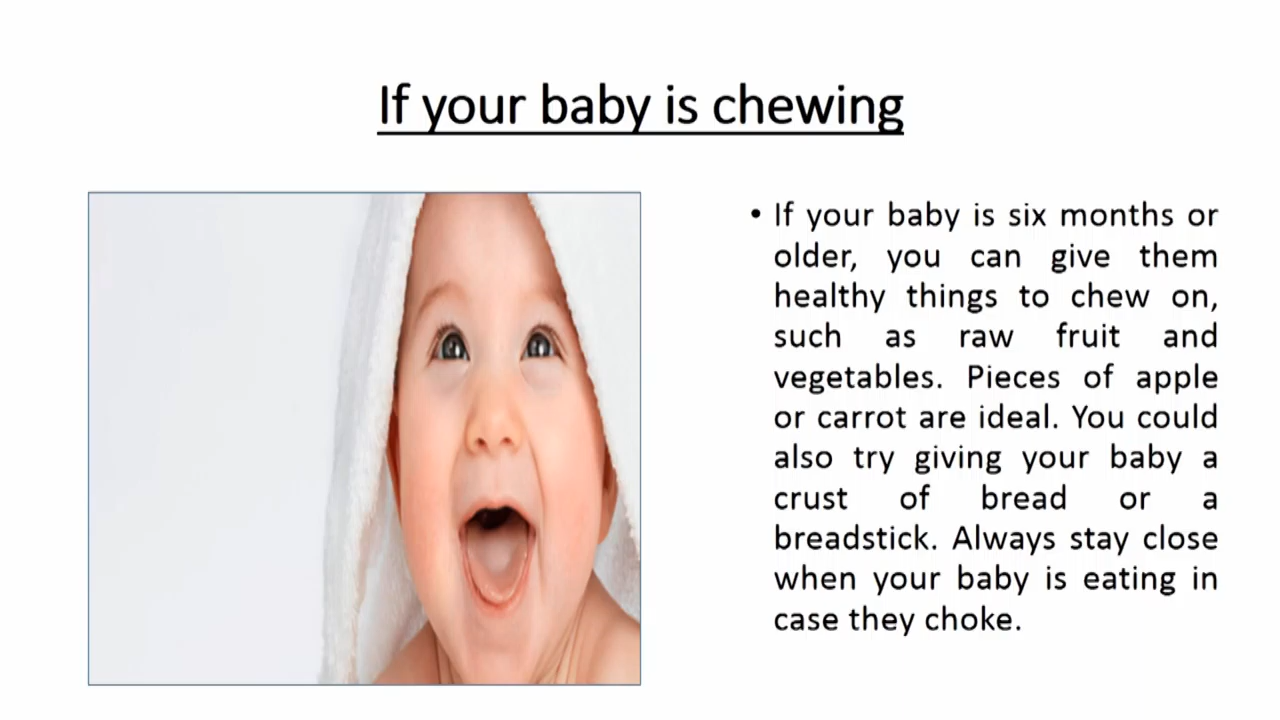 If your baby is chewing
• If your baby is six months or
older, you can give them
healthy things to chew on,
such as raw fruit and
vegetables. Pieces of apple
or carrot are ideal. You could
also try giving your baby a
crust of bread or a
breadstick. Always stay close
when your baby is eating in
case they choke.